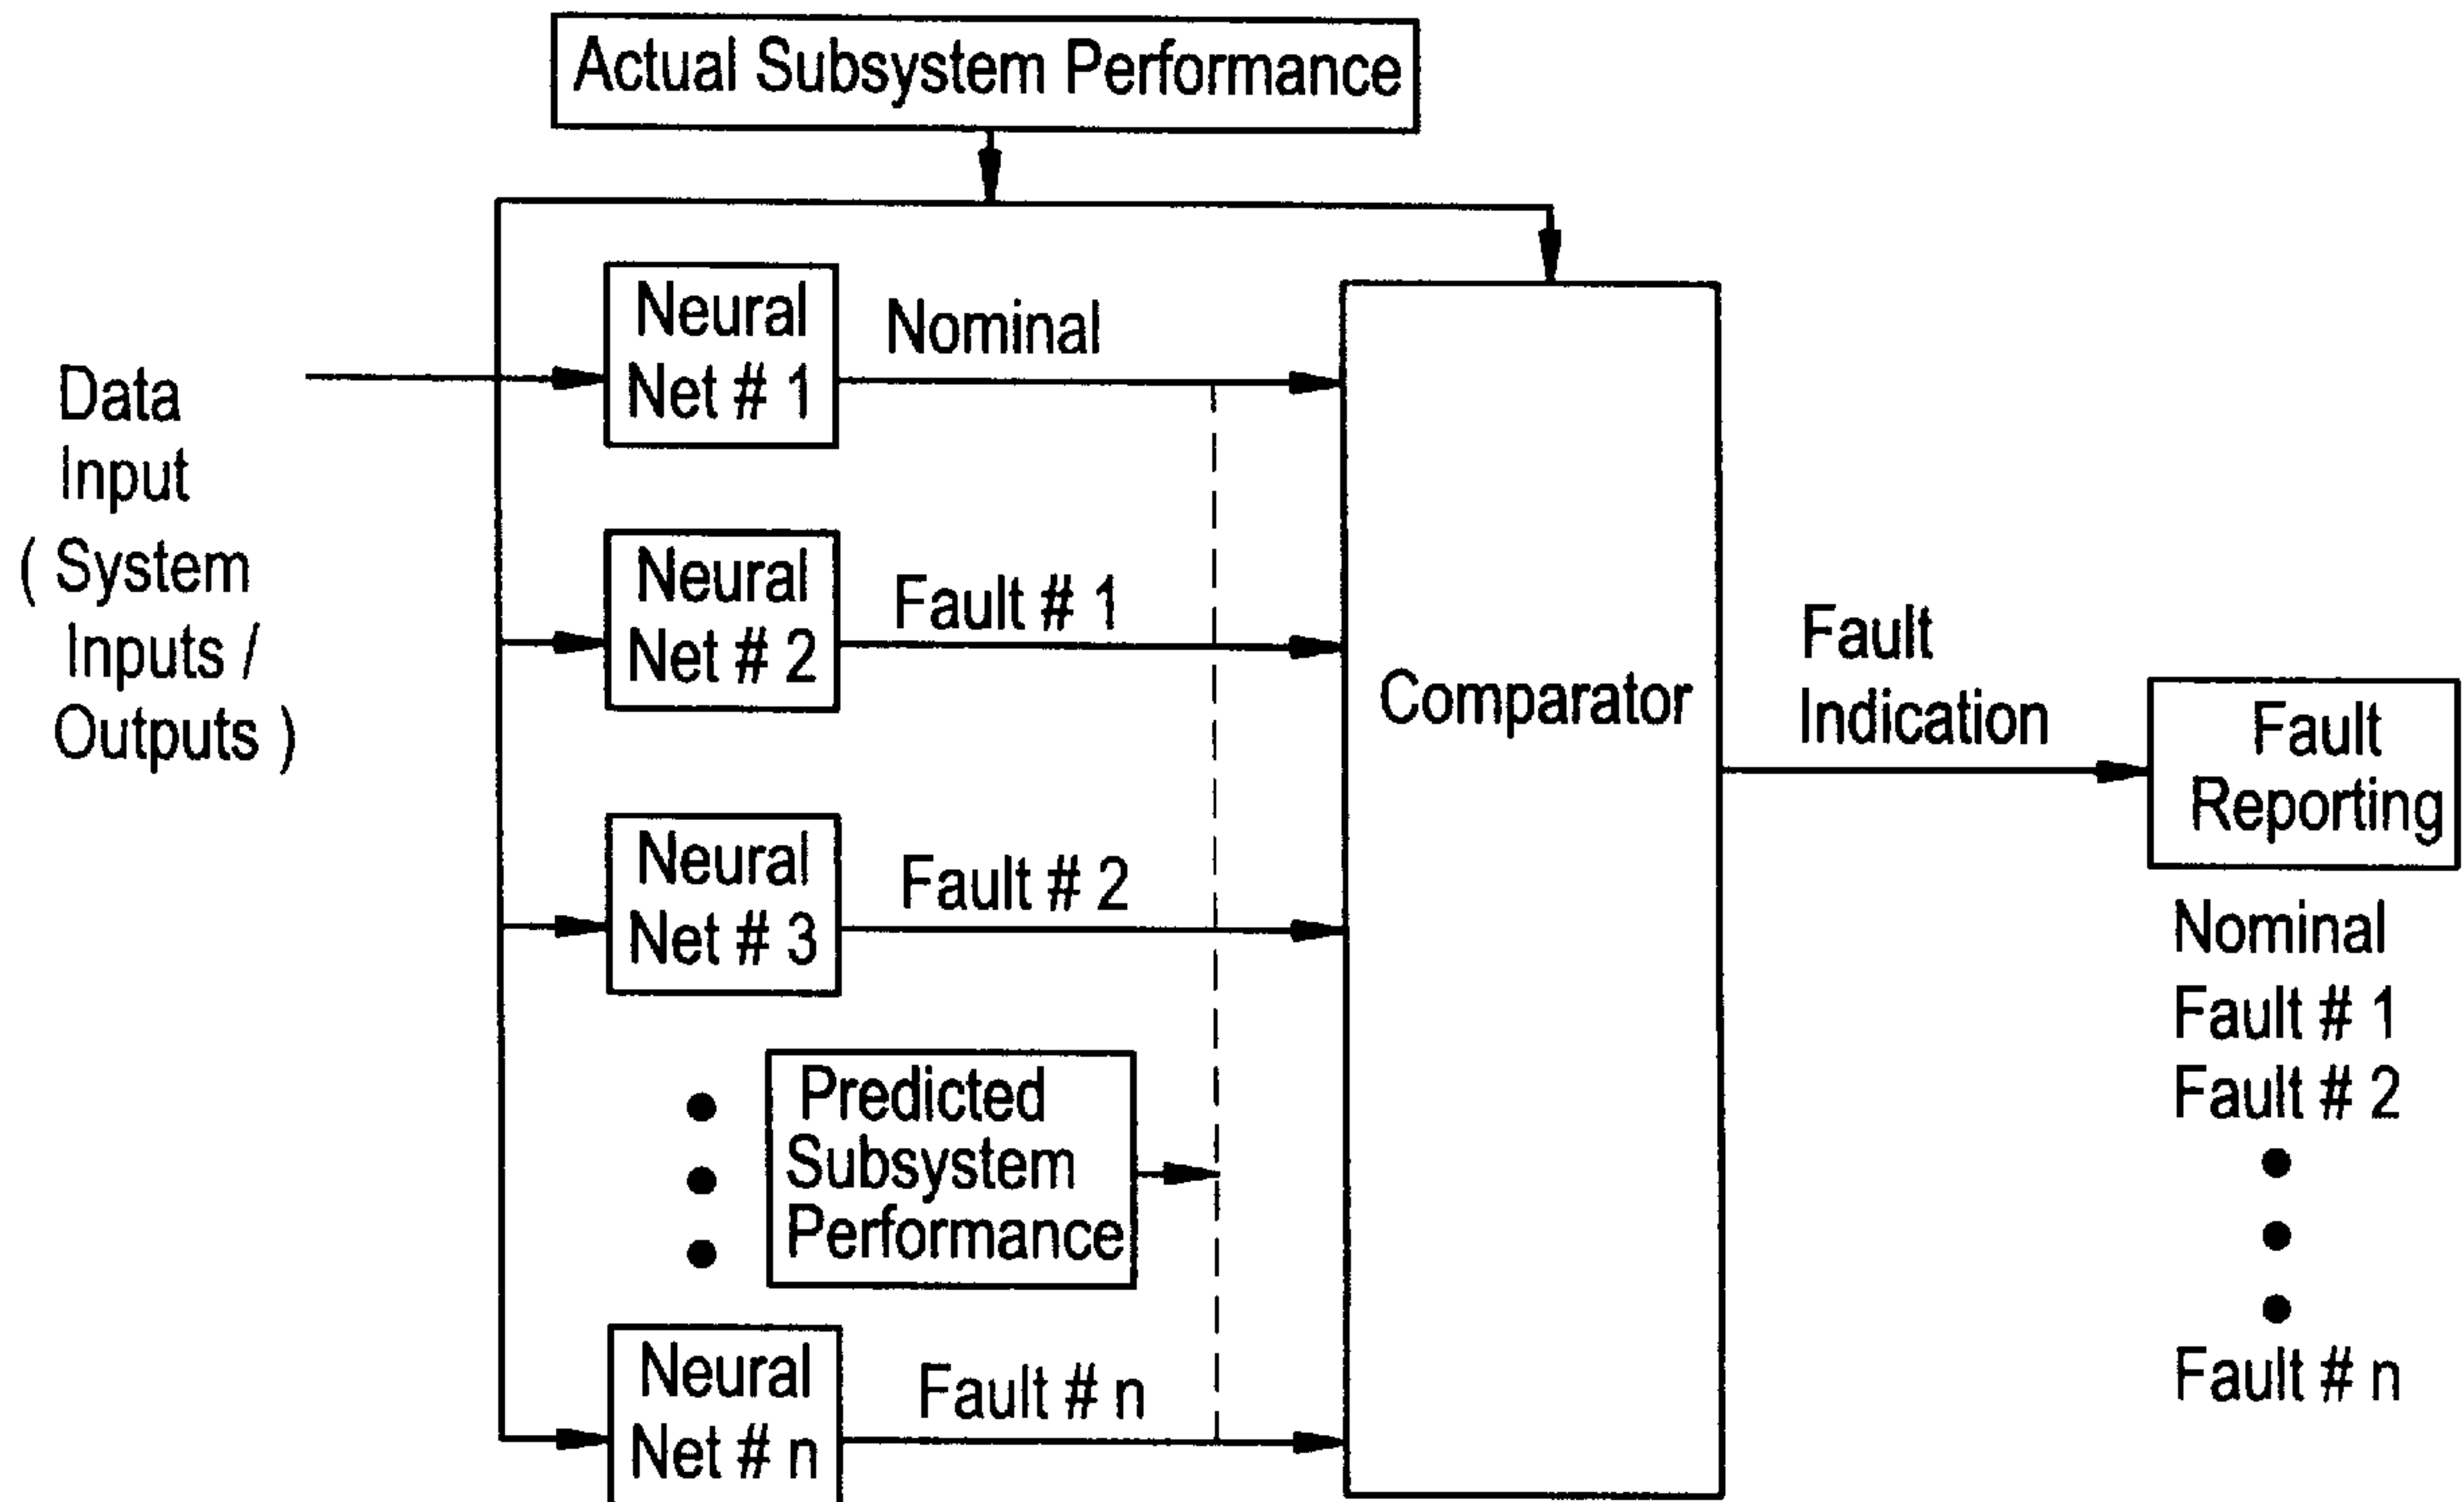 Actual Subsystem Performance
Data
Input
( System
Inputs /
Outputs )
Neural
Net # 1
Nominal
Neural
Net # 2
Fault # 1
Neural
Net # 3
Fault # 2
Predicted
Subsystem
Performance
Neural
Net # n
Fault # n
Comparator
Fault
Indication
Fault
Reporting
Nominal
Fault # 1
Fault # 2
Fault # n